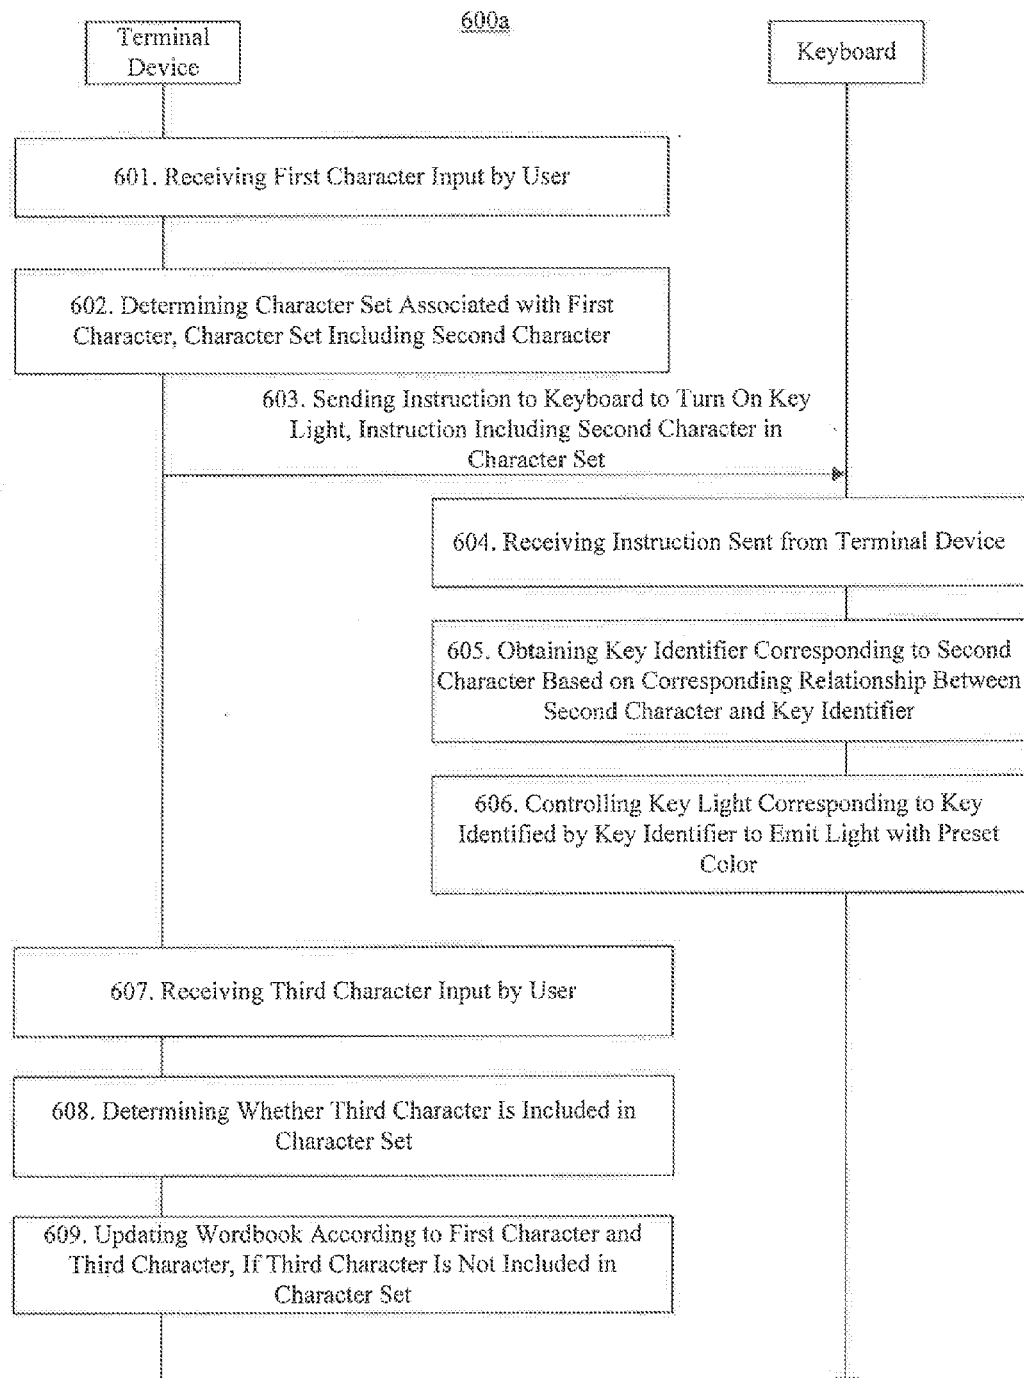 600a
Terminal
Device
Keyboard
601. Receiving First Character Input by User
602. Determining Character Set Associated with First
Character, Character Set Including Second Character
603. Sending Instruction to Keyboard to Turn On Key
Light, Instruction Including Second Character in
Character Set
604. Receiving Instruction Sent from Terminal Device
605. Obtaining Key Identifier Corresponding to Second
Character Based on Corresponding Relationship Between
Second Character and Key Identifier
606. Controlling Key Light Corresponding to Key
Identified by Key Identifier to Emit Light with Preset
Color
607. Receiving Third Character Input by User
608. Determining Whether Third Character Is Included in
Character Set
609. Updating Wordbook According to First Character and
Third Character, If Third Character Is Not Included in
Character Set